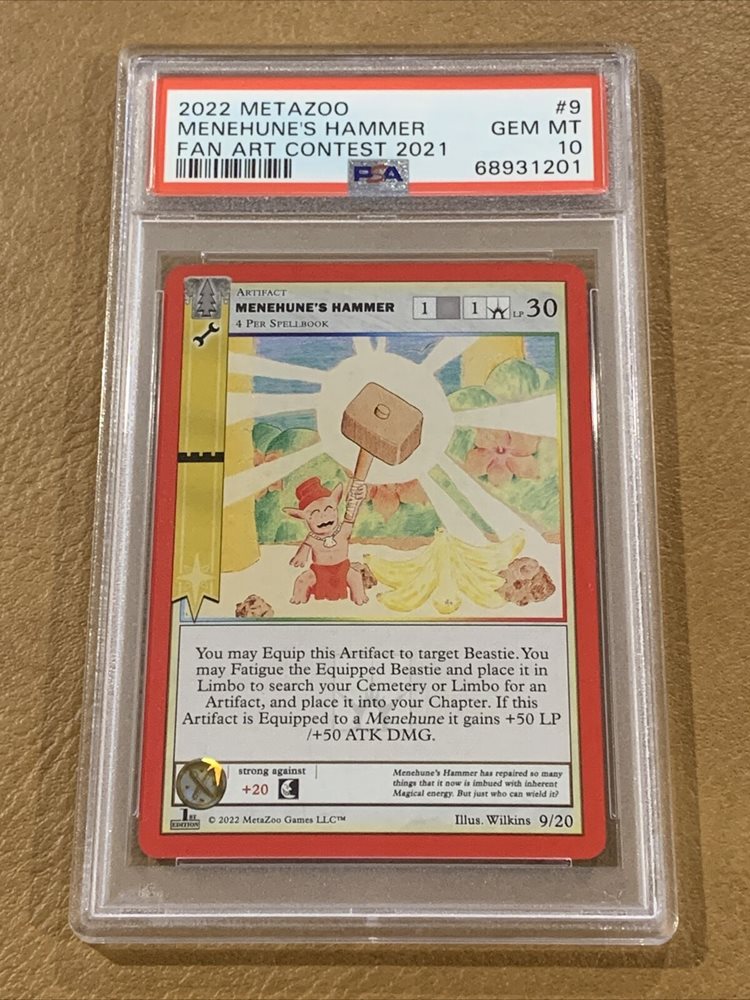 2022 METAZOO #9
MENEHUNE'S HAMMER GEM MT
FAN ART CONTEST 2021 10
PSA 68931201
ARTIFACT
MENEHUNE'S HAMMER 1 1 LP 30
4 PER SPELLBOOK
You may Equip this Artifact to target Beastie. You
may Fatigue the Equipped Beastie and place it in
Limbo to search your Cemetery or Limbo for an
Artifact, and place it into your Chapter. If this
Artifact is Equipped to a Menehune it gains +50 LP
/+50 ATK DMG.
strong against
+20
Menehune's Hammer has repaired so many
things that it now is imbued with inherent
Magical energy. But just who can wield it?
1ST EDITION © 2022 MetaZoo Games LLC™ Illus. Wilkins 9/20